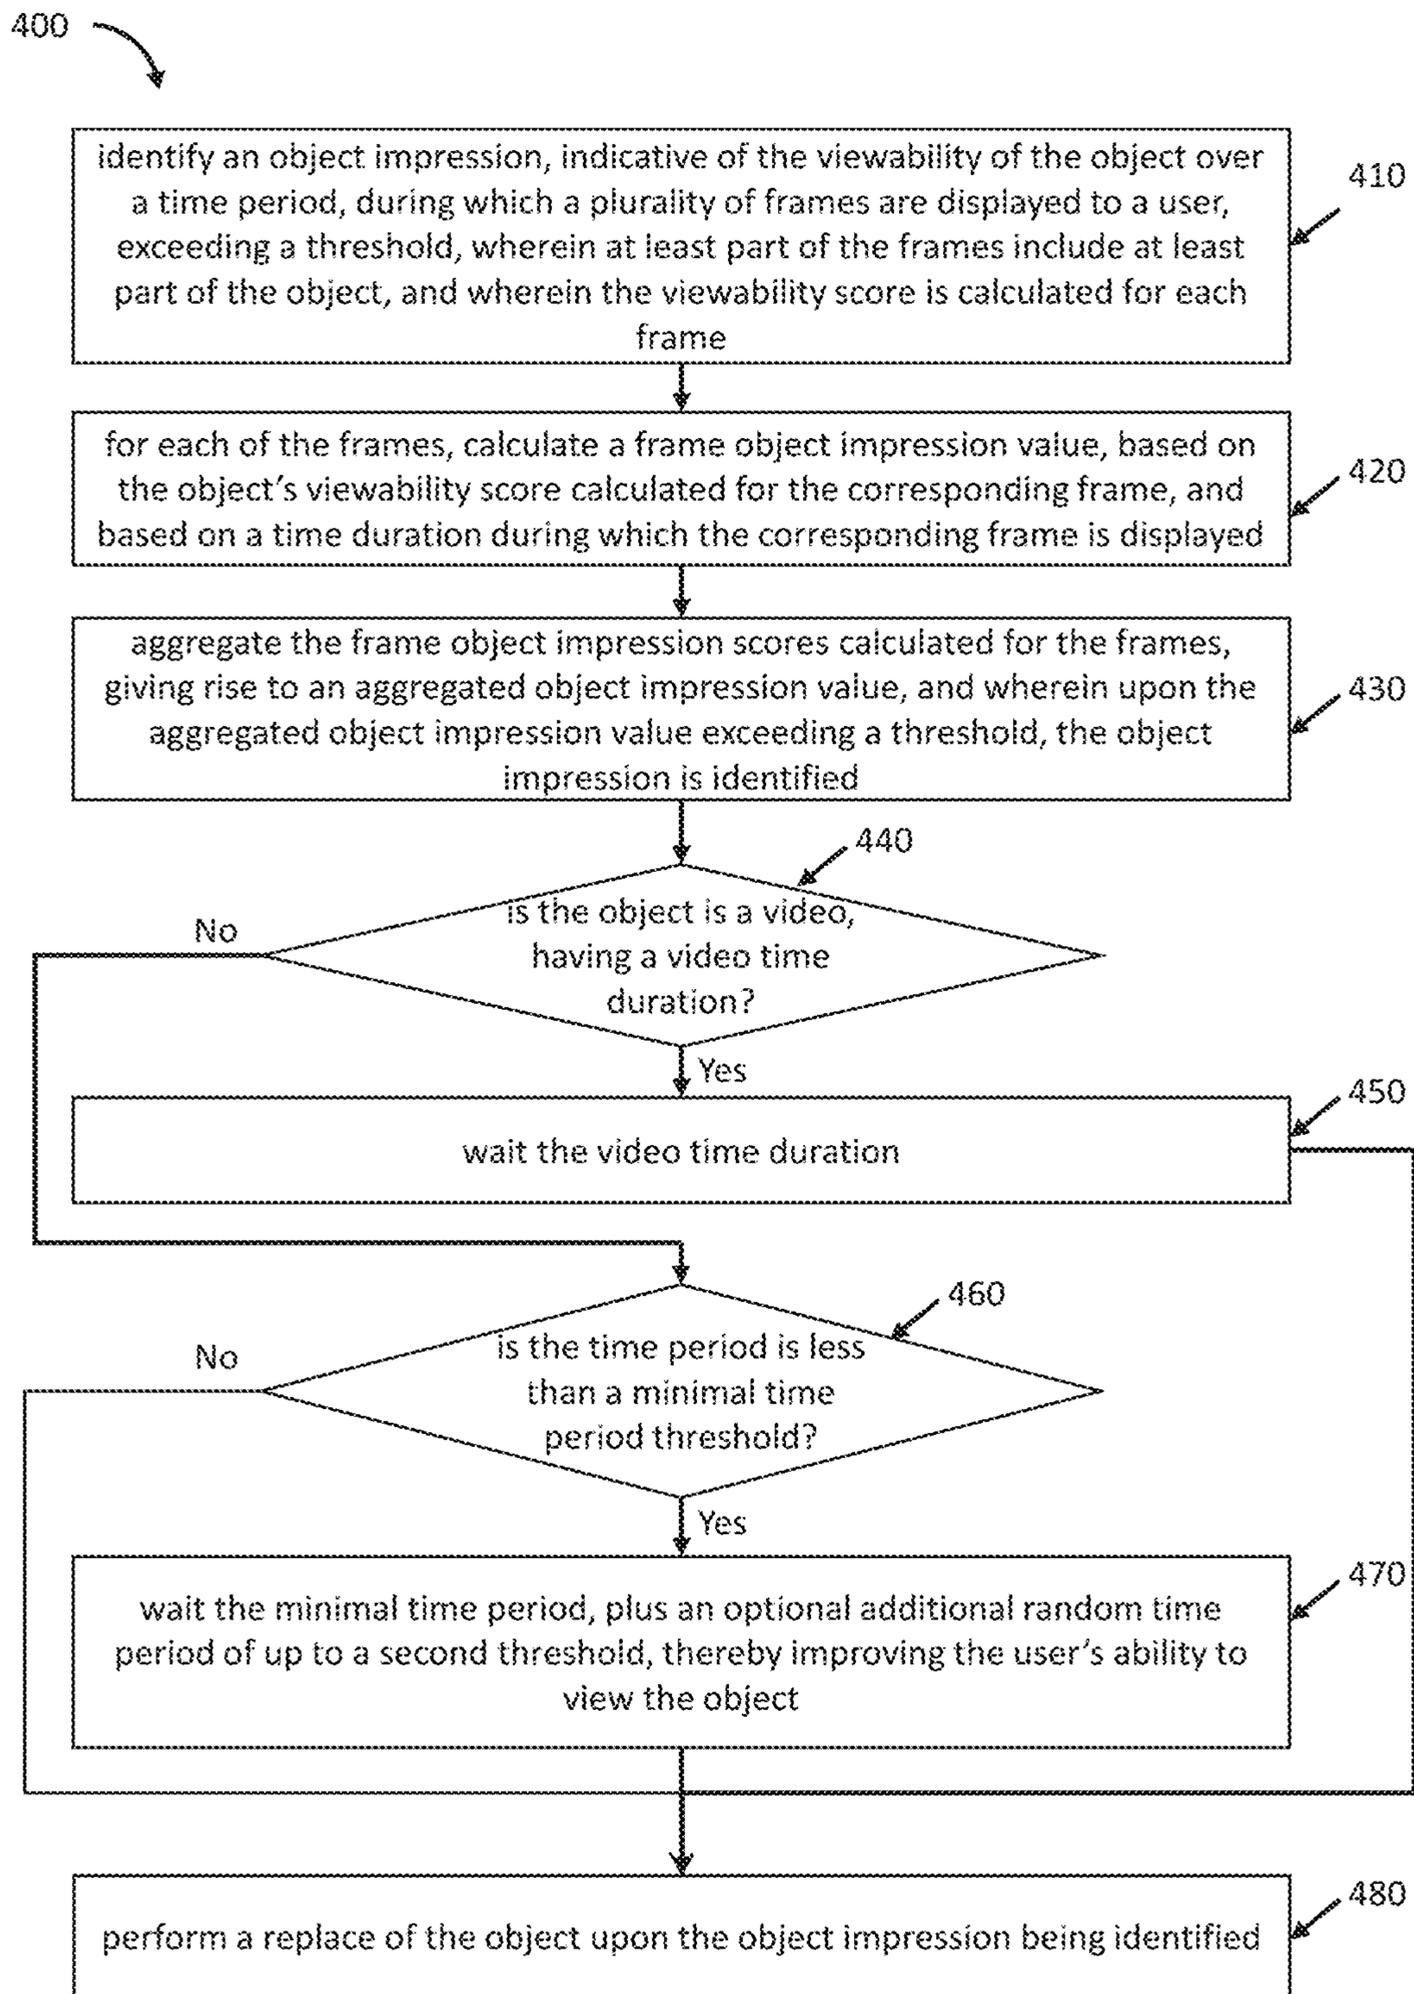 400
identify an object impression, indicative of the viewability of the object over
a time period, during which a plurality of frames are displayed to a user,
exceeding a threshold, wherein at least part of the frames include at least
part of the object, and wherein the viewability score is calculated for each
frame
410
for each of the frames, calculate a frame object impression value, based on
the object's viewability score calculated for the corresponding frame, and
based on a time duration during which the corresponding frame is displayed
420
aggregate the frame object impression scores calculated for the frames,
giving rise to an aggregated object impression value, and wherein upon the
aggregated object impression value exceeding a threshold, the object
impression is identified
430
440
is the object is a video,
having a video time
duration?
No
Yes
450
wait the video time duration
460
is the time period is less
than a minimal time
period threshold?
No
Yes
470
wait the minimal time period, plus an optional additional random time
period of up to a second threshold, thereby improving the user's ability to
view the object
480
perform a replace of the object upon the object impression being identified